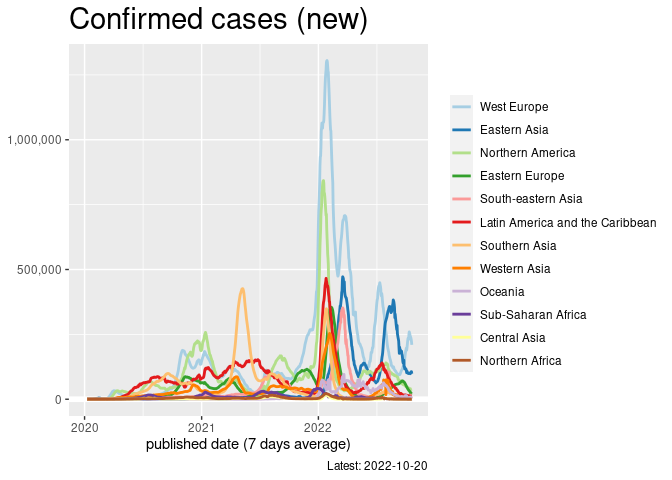 Confirmed cases (new)
1,000,000
500,000
0
2020
2021
2022
published date (7 days average)
Latest: 2022-10-20
West Europe
Eastern Asia
Northern America
Eastern Europe
South-eastern Asia
Latin America and the Caribbean
Southern Asia
Western Asia
Oceania
Sub-Saharan Africa
Central Asia
Northern Africa